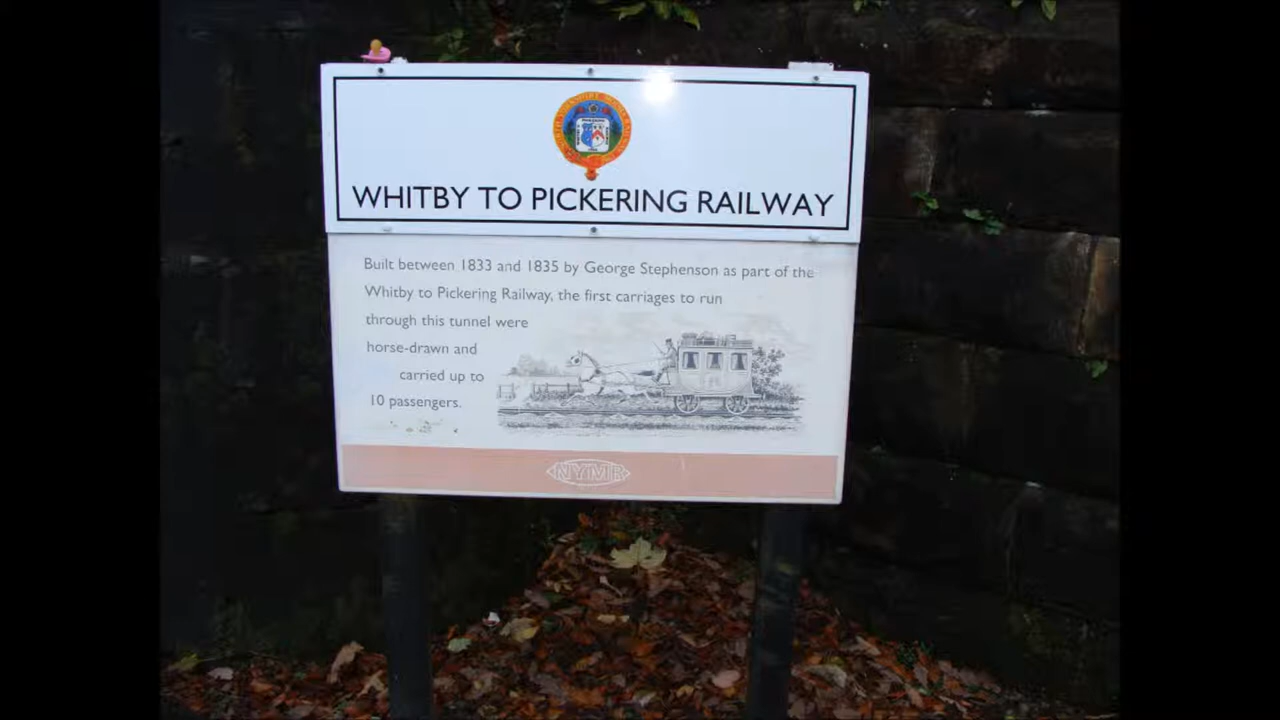 WHITBY TO PICKERING RAILWAY
Built between 1833 and 1835 by George Stephenson as part of the
Whitby to Pickering Railway, the first carriages to run
through this tunnel were
horse-drawn and
carried up to
10 passengers.
NYMR